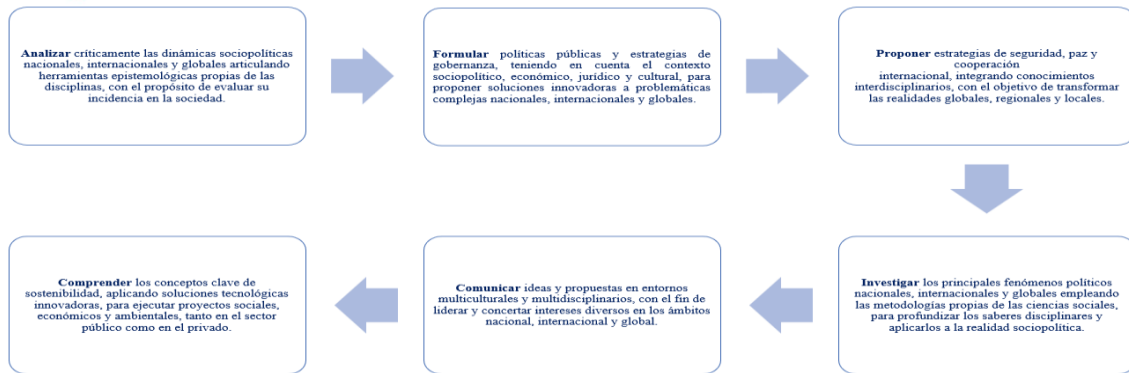 Analizar críticamente las dinámicas sociopolíticas
nacionales, internacionales y globales articulando
herramientas epistemológicas propias de las
disciplinas, con el propósito de evaluar su
incidencia en la sociedad.
Formular políticas públicas y estrategias de
gobernanza, teniendo en cuenta el contexto
sociopolítico, económico, jurídico y cultural, para
proponer soluciones innovadoras a problemáticas
complejas nacionales, internacionales y globales.
Proponer estrategias de seguridad, paz y
cooperación
internacional, integrando conocimientos
interdisciplinarios, con el objetivo de transformar
las realidades globales, regionales y locales.
Investigar los principales fenómenos políticos
nacionales, internacionales y globales empleando
las metodologías propias de las ciencias sociales,
para profundizar los saberes disciplinares y
aplicarlos a la realidad sociopolítica.
Comunicar ideas y propuestas en entornos
multiculturales y multidisciplinarios, con el fin de
liderar y concertar intereses diversos en los ámbitos
nacional, internacional y global.
Comprender los conceptos clave de
sostenibilidad, aplicando soluciones tecnológicas
innovadoras, para ejecutar proyectos sociales,
económicos y ambientales, tanto en el sector
público como en el privado.